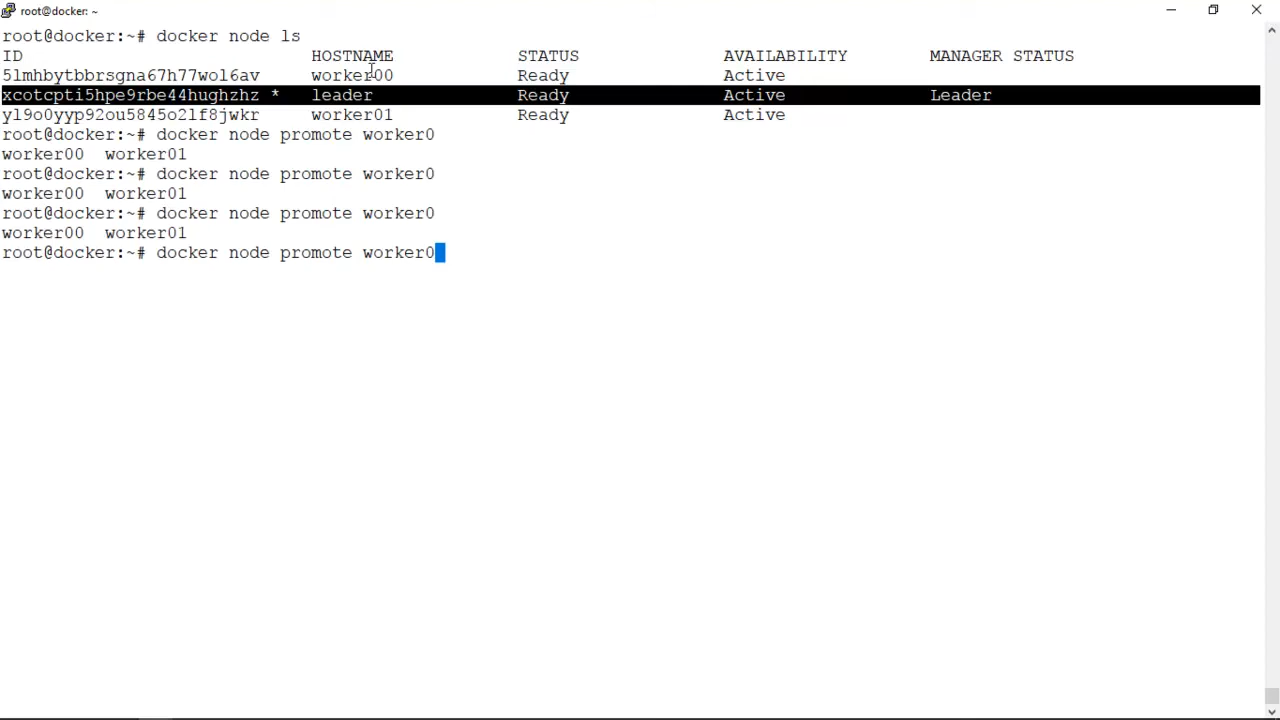 root@docker: ~
root@docker:~# docker node ls
ID HOSTNAME STATUS AVAILABILITY MANAGER STATUS
5lmhbytbbrsgna67h77wol6av worker00 Ready Active
xcotcpti5hpe9rbe44hughzhz * leader Ready Active Leader
yl9o0yyp92ou5845o2lf8jwkr worker01 Ready Active
root@docker:~# docker node promote worker0
worker00 worker01
root@docker:~# docker node promote worker0
worker00 worker01
root@docker:~# docker node promote worker0
worker00 worker01
root@docker:~# docker node promote worker0